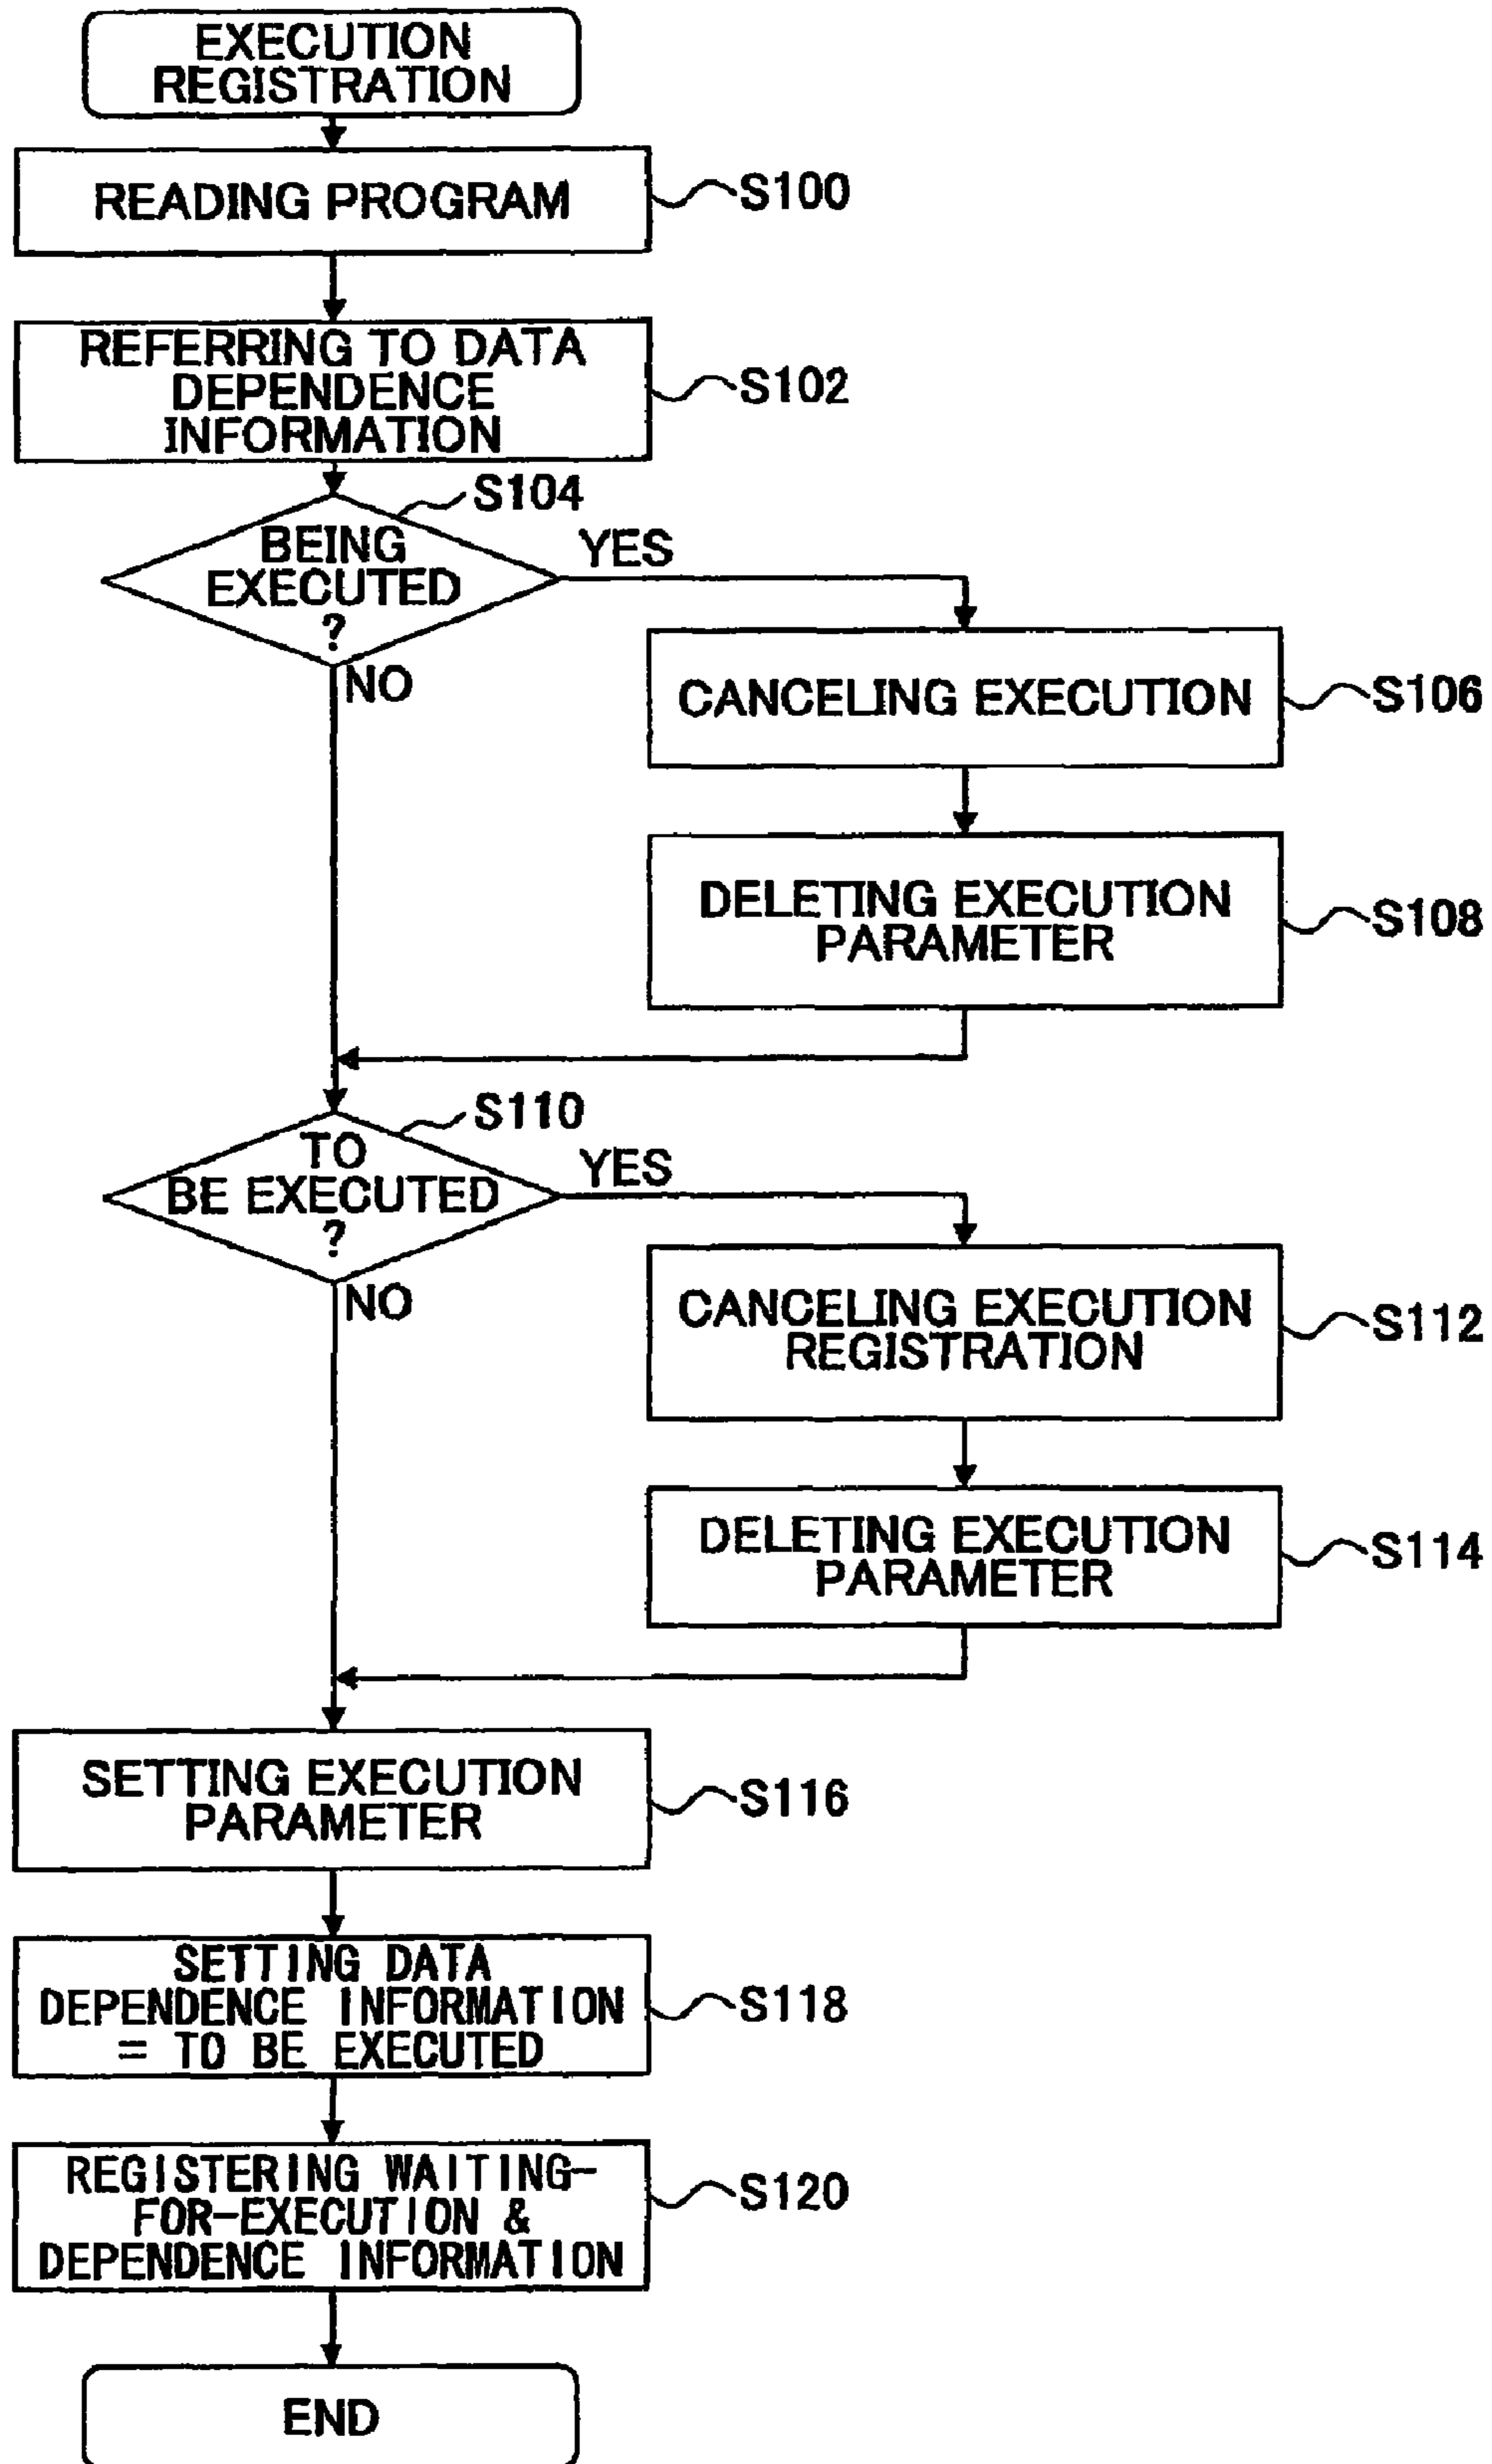 EXECUTION
REGISTRATION
READING PROGRAM
S100
REFERRING TO DATA
DEPENDENCE
INFORMATION
S102
S104
BEING
EXECUTED
?
YES
NO
CANCELING EXECUTION
S106
DELETING EXECUTION
PARAMETER
S108
S110
TO
BE EXECUTED
?
YES
NO
CANCELING EXECUTION
REGISTRATION
S112
DELETING EXECUTION
PARAMETER
S114
SETTING EXECUTION
PARAMETER
S116
SETTING DATA
DEPENDENCE INFORMATION
= TO BE EXECUTED
S118
REGISTERING WAITING-
FOR-EXECUTION &
DEPENDENCE INFORMATION
S120
END